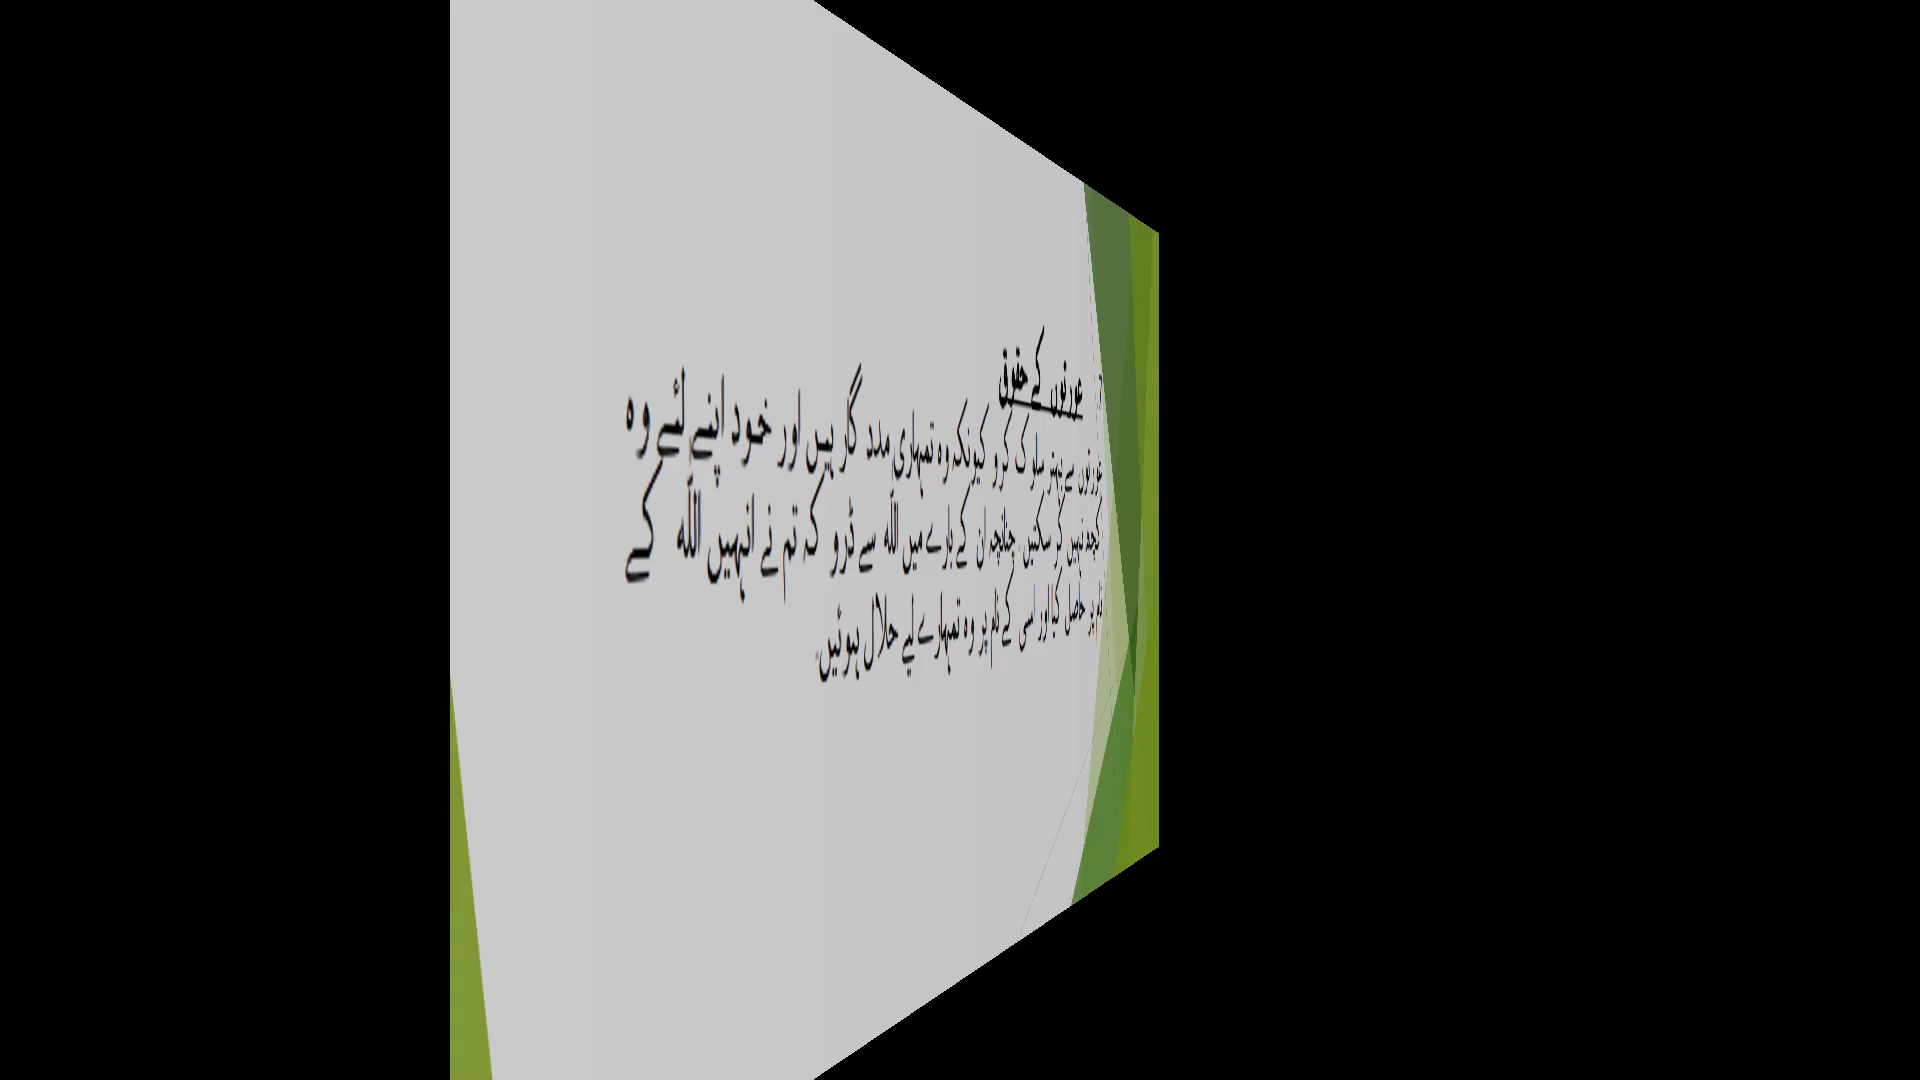 عورتوں کے حقوق
عورتوں سے بہتر سلوک کرو کیونکہ وہ تمہاری مدد گار ہیں اور خود اپنے لئے وہ
کچھ نہیں کر سکتیں چنانچہ ان کے بارے میں اللہ سے ڈرو کہ تم نے انہیں اللہ کے
نام پر حاصل کیا اور اسی کے نام پر وہ تمہارے لیے حلال ہوئیں۔